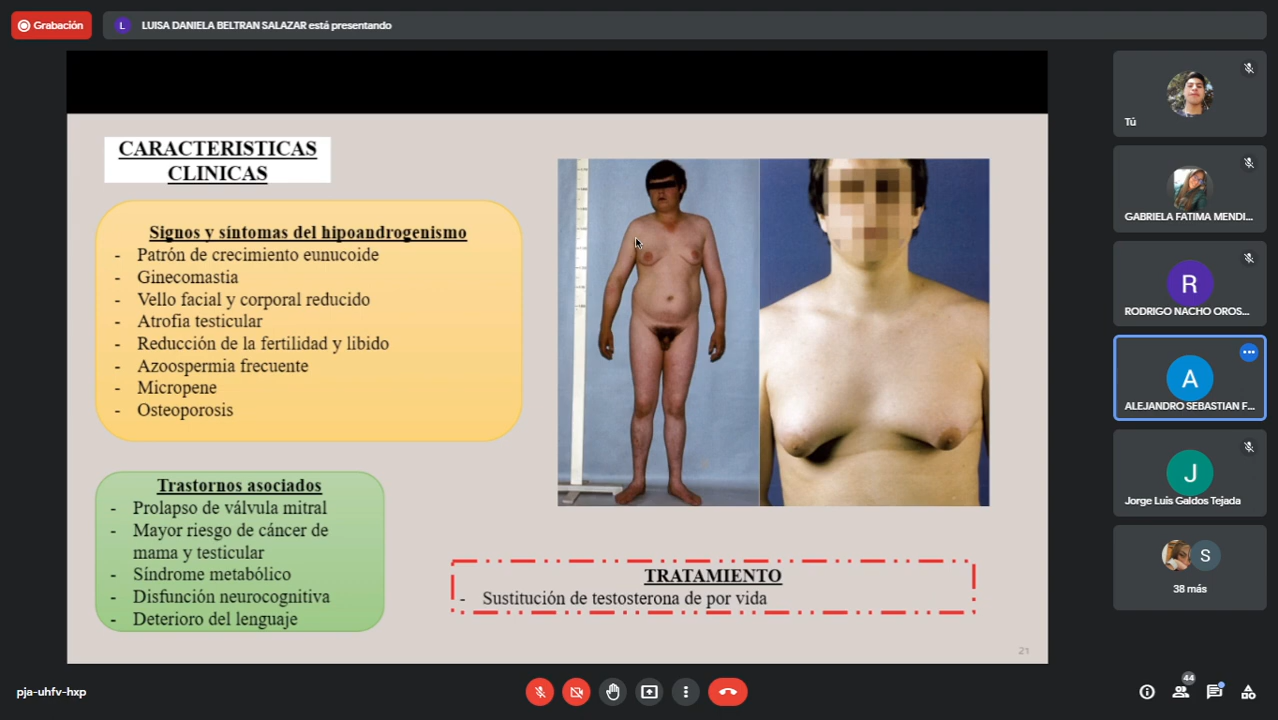 Grabación
L
LUISA DANIELA BELTRAN SALAZAR está presentando
CARACTERISTICAS
CLINICAS
Signos y síntomas del hipoandrogenismo
- Patrón de crecimiento eunucoide
- Ginecomastia
- Vello facial y corporal reducido
- Atrofia testicular
- Reducción de la fertilidad y libido
- Azoospermia frecuente
- Micropene
- Osteoporosis
Trastornos asociados
- Prolapso de válvula mitral
- Mayor riesgo de cáncer de
mama y testicular
- Síndrome metabólico
- Disfunción neurocognitiva
- Deterioro del lenguaje
TRATAMIENTO
- Sustitución de testosterona de por vida
21
Tú
GABRIELA FATIMA MENDI...
R
RODRIGO NACHO OROS...
A
ALEJANDRO SEBASTIAN F...
J
Jorge Luis Galdos Tejada
S
38 más
pja-uhfv-hxp
44